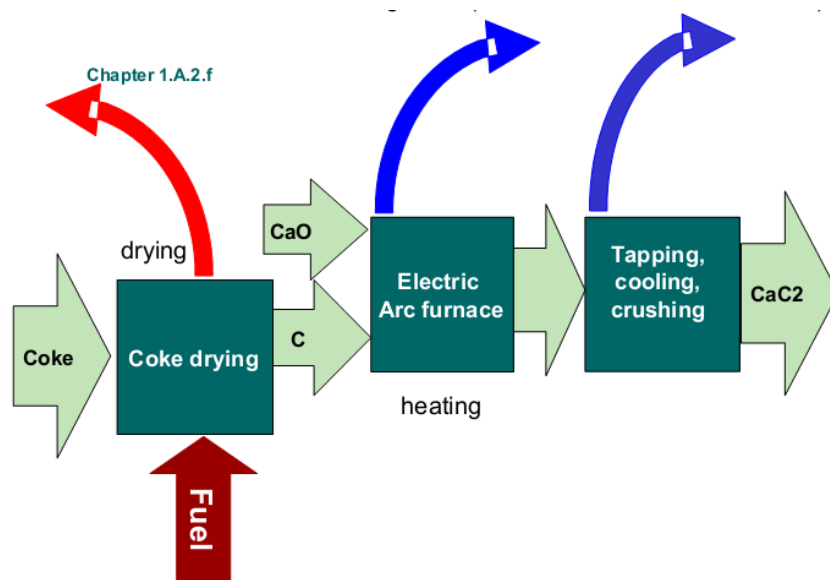 Chapter 1.A.2.f
drying
CaO
Coke
Coke drying
C
Electric
Arc furnace
Tapping,
cooling,
crushing
CaC2
heating
Fuel